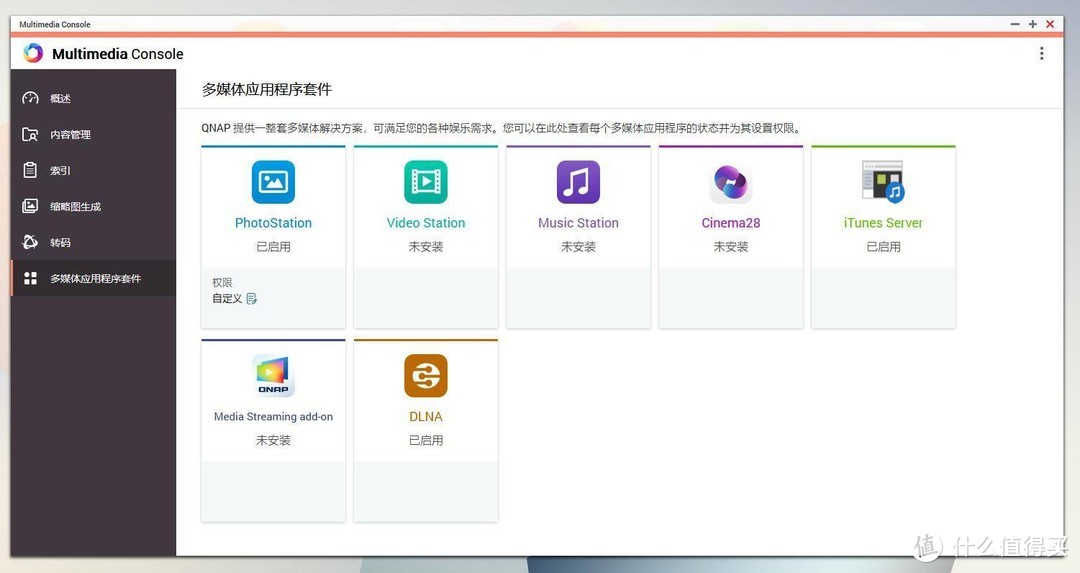 Multimedia Console
Multimedia Console
概述
内容管理
索引
缩略图生成
转码
多媒体应用程序套件
多媒体应用程序套件
QNAP 提供一整套多媒体解决方案，可满足您的各种娱乐需求。您可以在此处查看每个多媒体应用程序的状态并为其设置权限。
PhotoStation
已启用
权限
自定义
Video Station
未安装
Music Station
未安装
Cinema28
未安装
iTunes Server
已启用
QNAP
Media Streaming add-on
未安装
DLNA
已启用
值 什么值得买